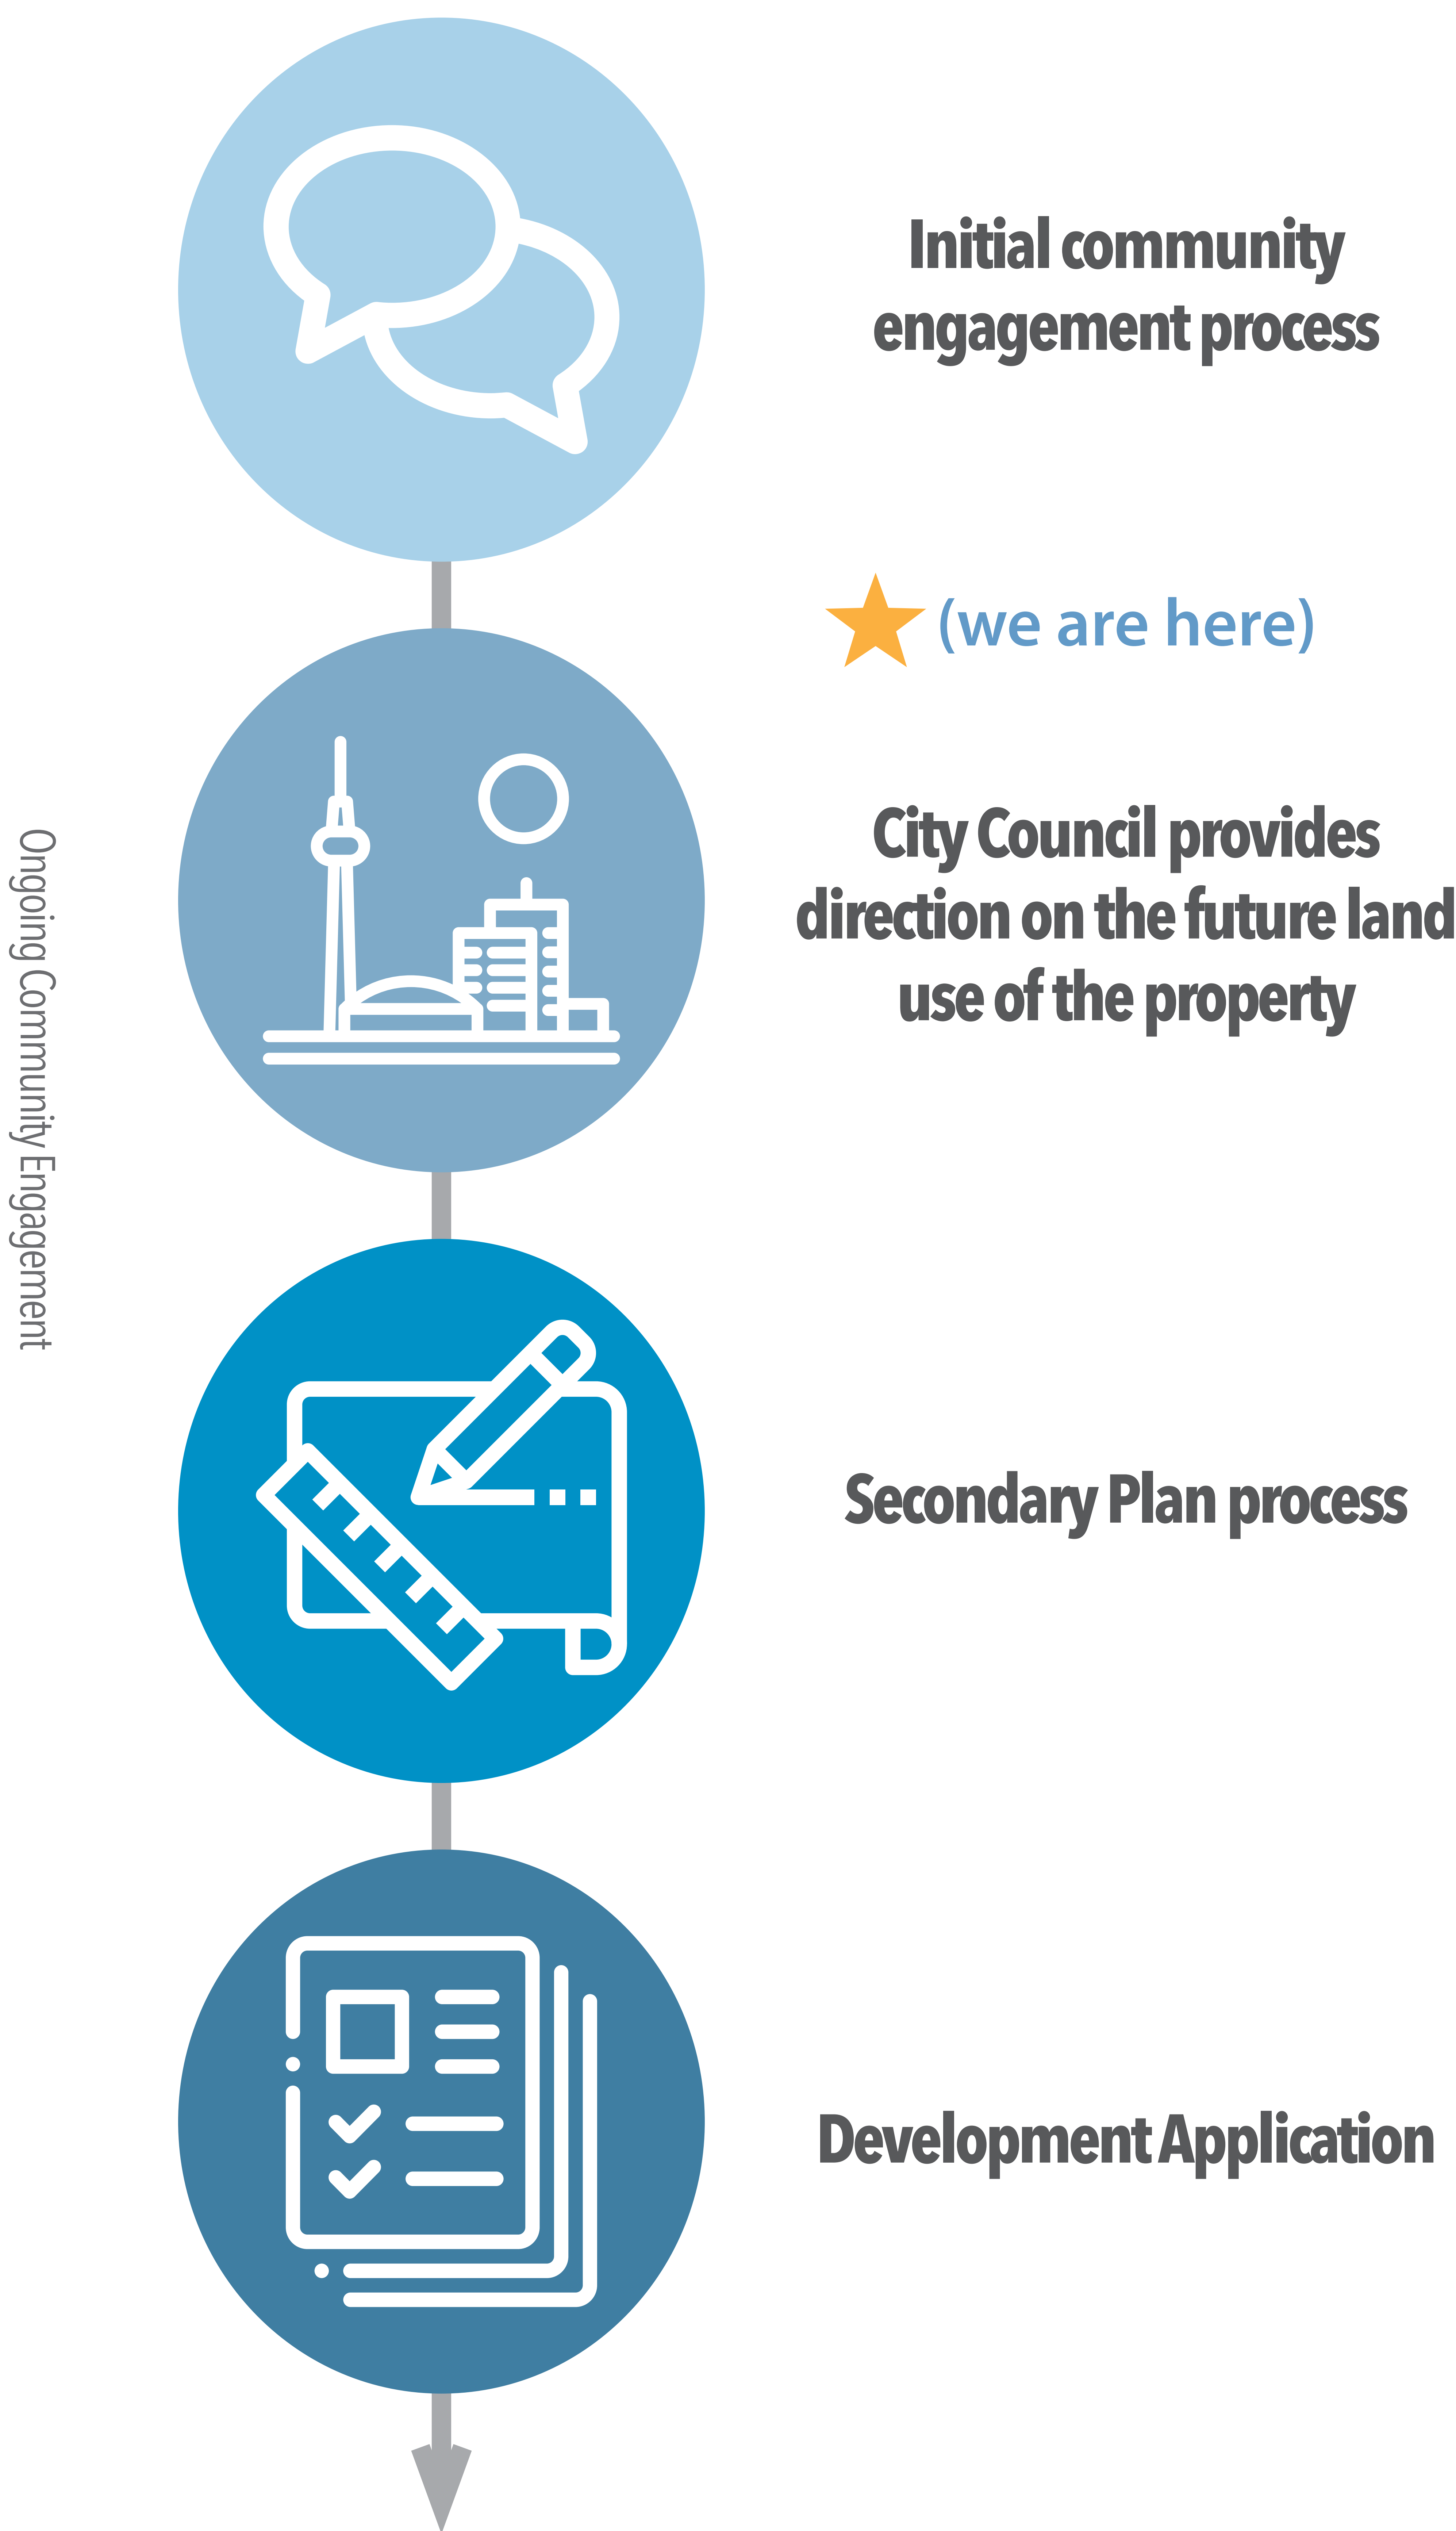 Initial community
engagement process
(we are here)
City Council provides
direction on the future land
use of the property
Ongoing Community Engagement
Secondary Plan process
Development Application